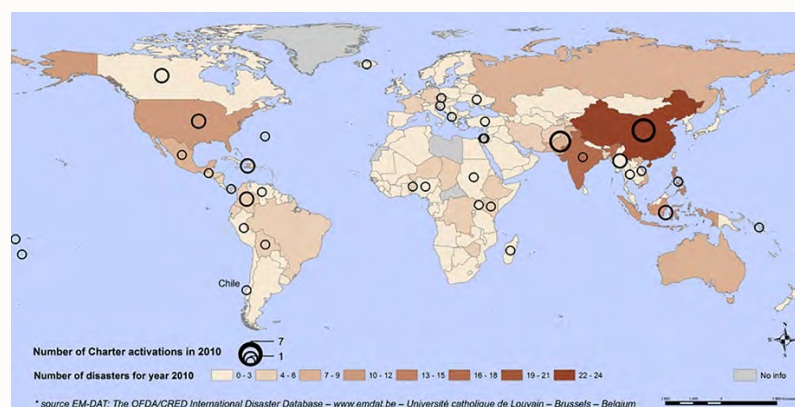 Chile
Number of Charter activations in 2010
7
1
Number of disasters for year 2010 0 - 3 4 - 6 7 - 9 10 - 12 13 - 15 16 - 18 19 - 21 22 - 24 No info
* source EM-DAT: The OFDA/CRED International Disaster Database – www.emdat.be – Université catholique de Louvain – Brussels – Belgium